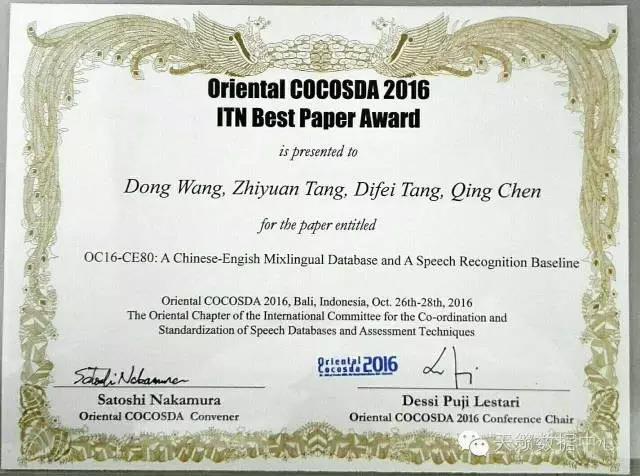 Oriental COCOSDA 2016
ITN Best Paper Award
is presented to
Dong Wang, Zhiyuan Tang, Difei Tang, Qing Chen
for the paper entitled
OC16-CE80: A Chinese-Engish Mixlingual Database and A Speech Recognition Baseline
Oriental COCOSDA 2016, Bali, Indonesia, Oct. 26th-28th, 2016
The Oriental Chapter of the International Committee for the Co-ordination and
Standardization of Speech Databases and Assessment Techniques
Oriental
Cocosda 2016
Satoshi Nakamura
Satoshi Nakamura
Oriental COCOSDA Convener
Dessi Puji Lestari
Oriental COCOSDA 2016 Conference Chair
天箭数据中心